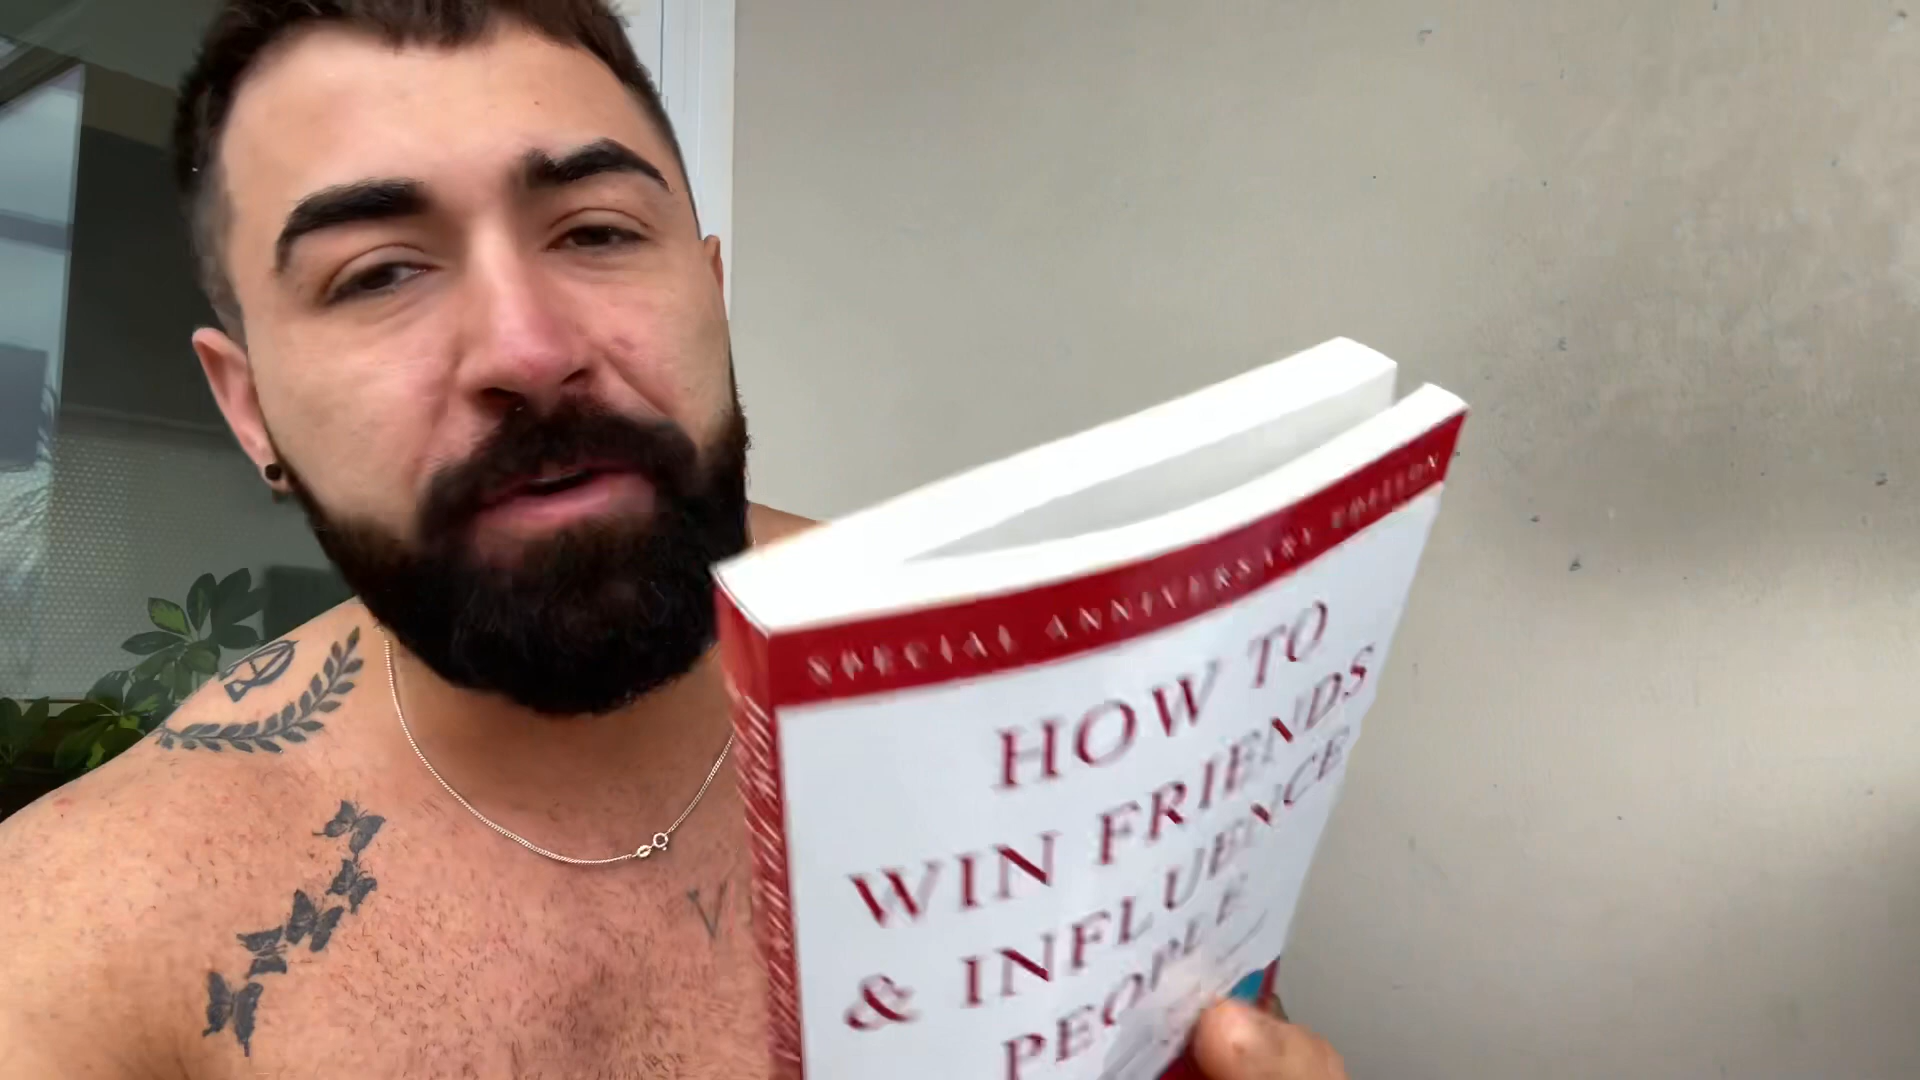 SPECIAL ANNIVERSARY EDITION
HOW TO
WIN FRIENDS
& INFLUENCE
PEOPLE